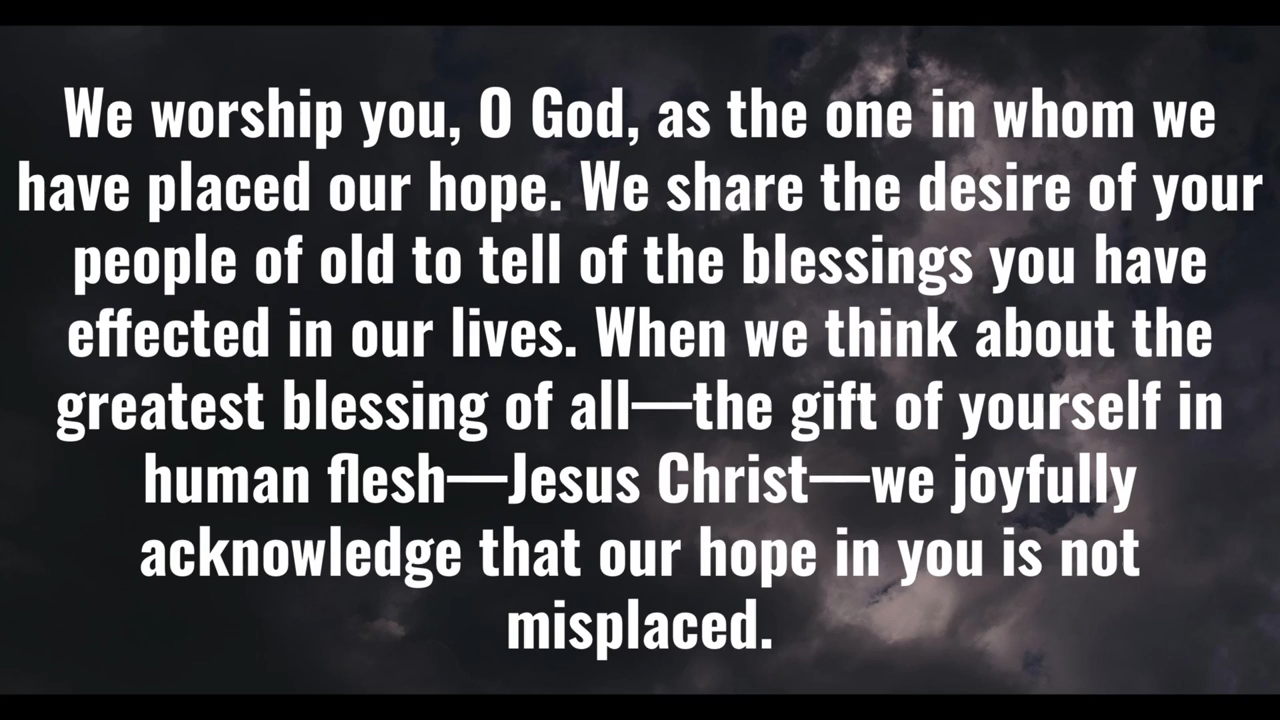 We worship you, O God, as the one in whom we
have placed our hope. We share the desire of your
people of old to tell of the blessings you have
effected in our lives. When we think about the
greatest blessing of all—the gift of yourself in
human flesh—Jesus Christ—we joyfully
acknowledge that our hope in you is not
misplaced.